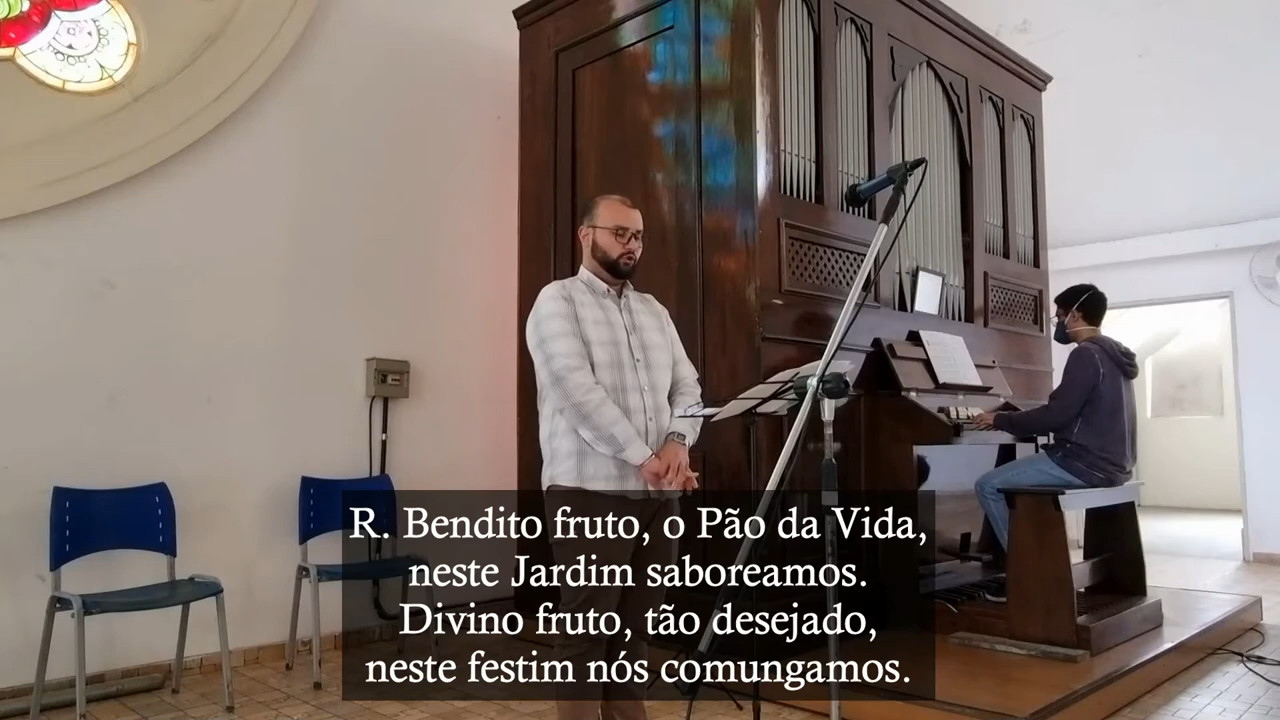 R. Bendito fruto, o Pão da Vida,
neste Jardim saboreamos.
Divino fruto, tão desejado,
neste festim nós comungamos.